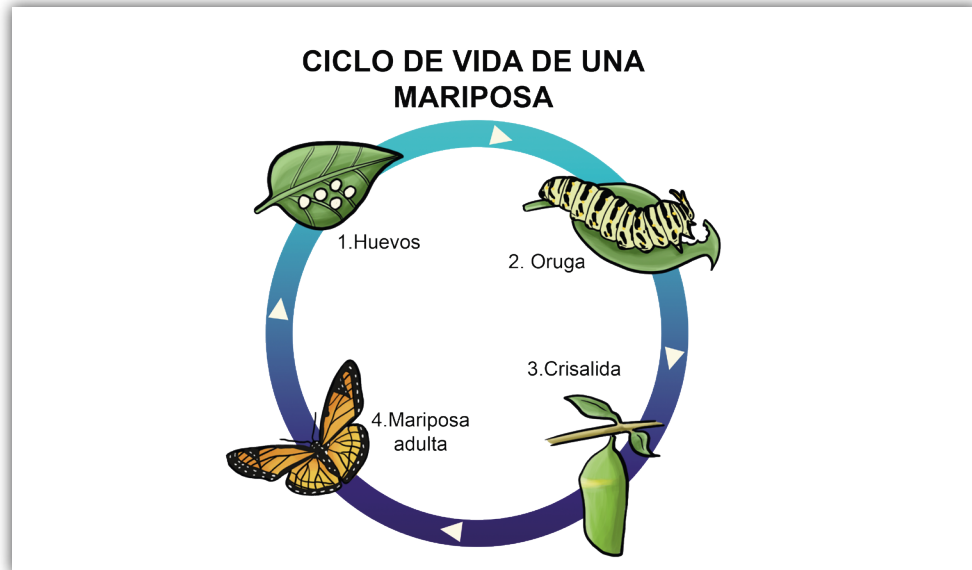 CICLO DE VIDA DE UNA
MARIPOSA
1.Huevos
2. Oruga
3.Crisalida
4.Mariposa
adulta